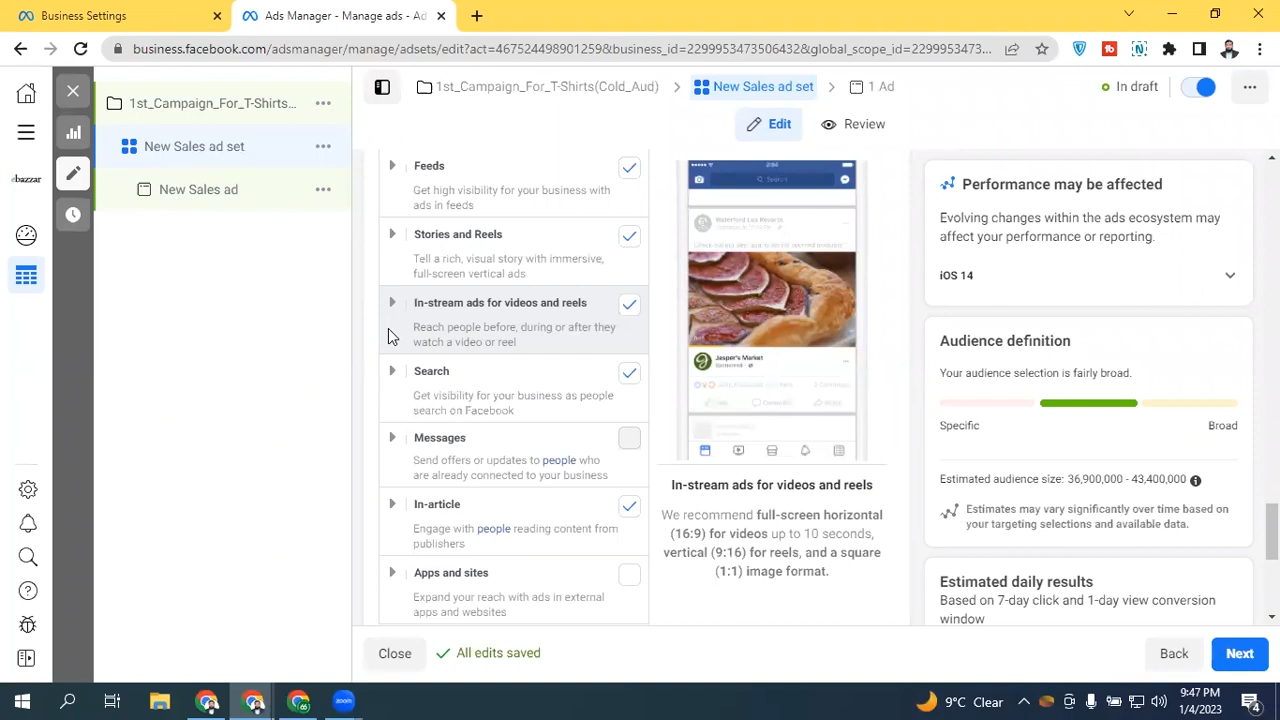 Business Settings
Ads Manager - Manage ads - Ad
business.facebook.com/adsmanager/manage/adsets/edit?act=467524498901259&business_id=2299953473506432&global_scope_id=2299953473...
1st_Campaign_For_T-Shirts...
New Sales ad set
New Sales ad
1st_Campaign_For_T-Shirts(Cold_Aud)
New Sales ad set
1 Ad
In draft
Edit
Review
ebazzar
Feeds
Get high visibility for your business with
ads in feeds
Stories and Reels
Tell a rich, visual story with immersive,
full-screen vertical ads
In-stream ads for videos and reels
Reach people before, during or after they
watch a video or reel
Search
Get visibility for your business as people
search on Facebook
Messages
Send offers or updates to people who
are already connected to your business
In-article
Engage with people reading content from
publishers
Apps and sites
Expand your reach with ads in external
apps and websites
Search
Jasper's Market
Sponsored
In-stream ads for videos and reels
We recommend full-screen horizontal
(16:9) for videos up to 10 seconds,
vertical (9:16) for reels, and a square
(1:1) image format.
Performance may be affected
Evolving changes within the ads ecosystem may
affect your performance or reporting.
iOS 14
Audience definition
Your audience selection is fairly broad.
Specific
Broad
Estimated audience size: 36,900,000 - 43,400,000
Estimates may vary significantly over time based on
your targeting selections and available data.
Estimated daily results
Based on 7-day click and 1-day view conversion
window
Close
All edits saved
Back
Next
zoom
9°C Clear
9:47 PM
1/4/2023
4